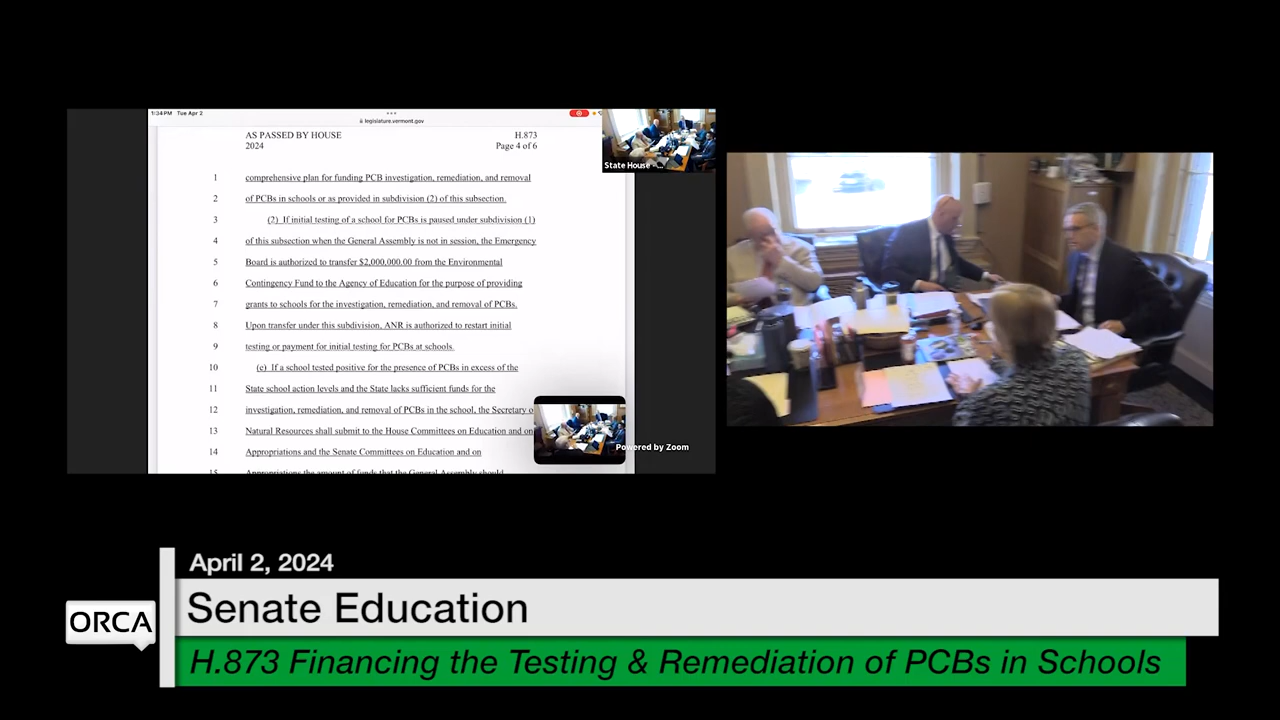 1:34 PM Tue Apr 2
legislature.vermont.gov
AS PASSED BY HOUSE H.873
2024 Page 4 of 6
1 comprehensive plan for funding PCB investigation, remediation, and removal
2 of PCBs in schools or as provided in subdivision (2) of this subsection.
3 (2) If initial testing of a school for PCBs is paused under subdivision (1)
4 of this subsection when the General Assembly is not in session, the Emergency
5 Board is authorized to transfer $2,000,000.00 from the Environmental
6 Contingency Fund to the Agency of Education for the purpose of providing
7 grants to schools for the investigation, remediation, and removal of PCBs.
8 Upon transfer under this subdivision, ANR is authorized to restart initial
9 testing or payment for initial testing for PCBs at schools.
10 (e) If a school tested positive for the presence of PCBs in excess of the
11 State school action levels and the State lacks sufficient funds for the
12 investigation, remediation, and removal of PCBs in the school, the Secretary o
13 Natural Resources shall submit to the House Committees on Education and on
14 Appropriations and the Senate Committees on Education and on
15 Appropriations the amount of funds that the General Assembly should
State House -...
Powered by Zoom
April 2, 2024
Senate Education
ORCA
H.873 Financing the Testing & Remediation of PCBs in Schools